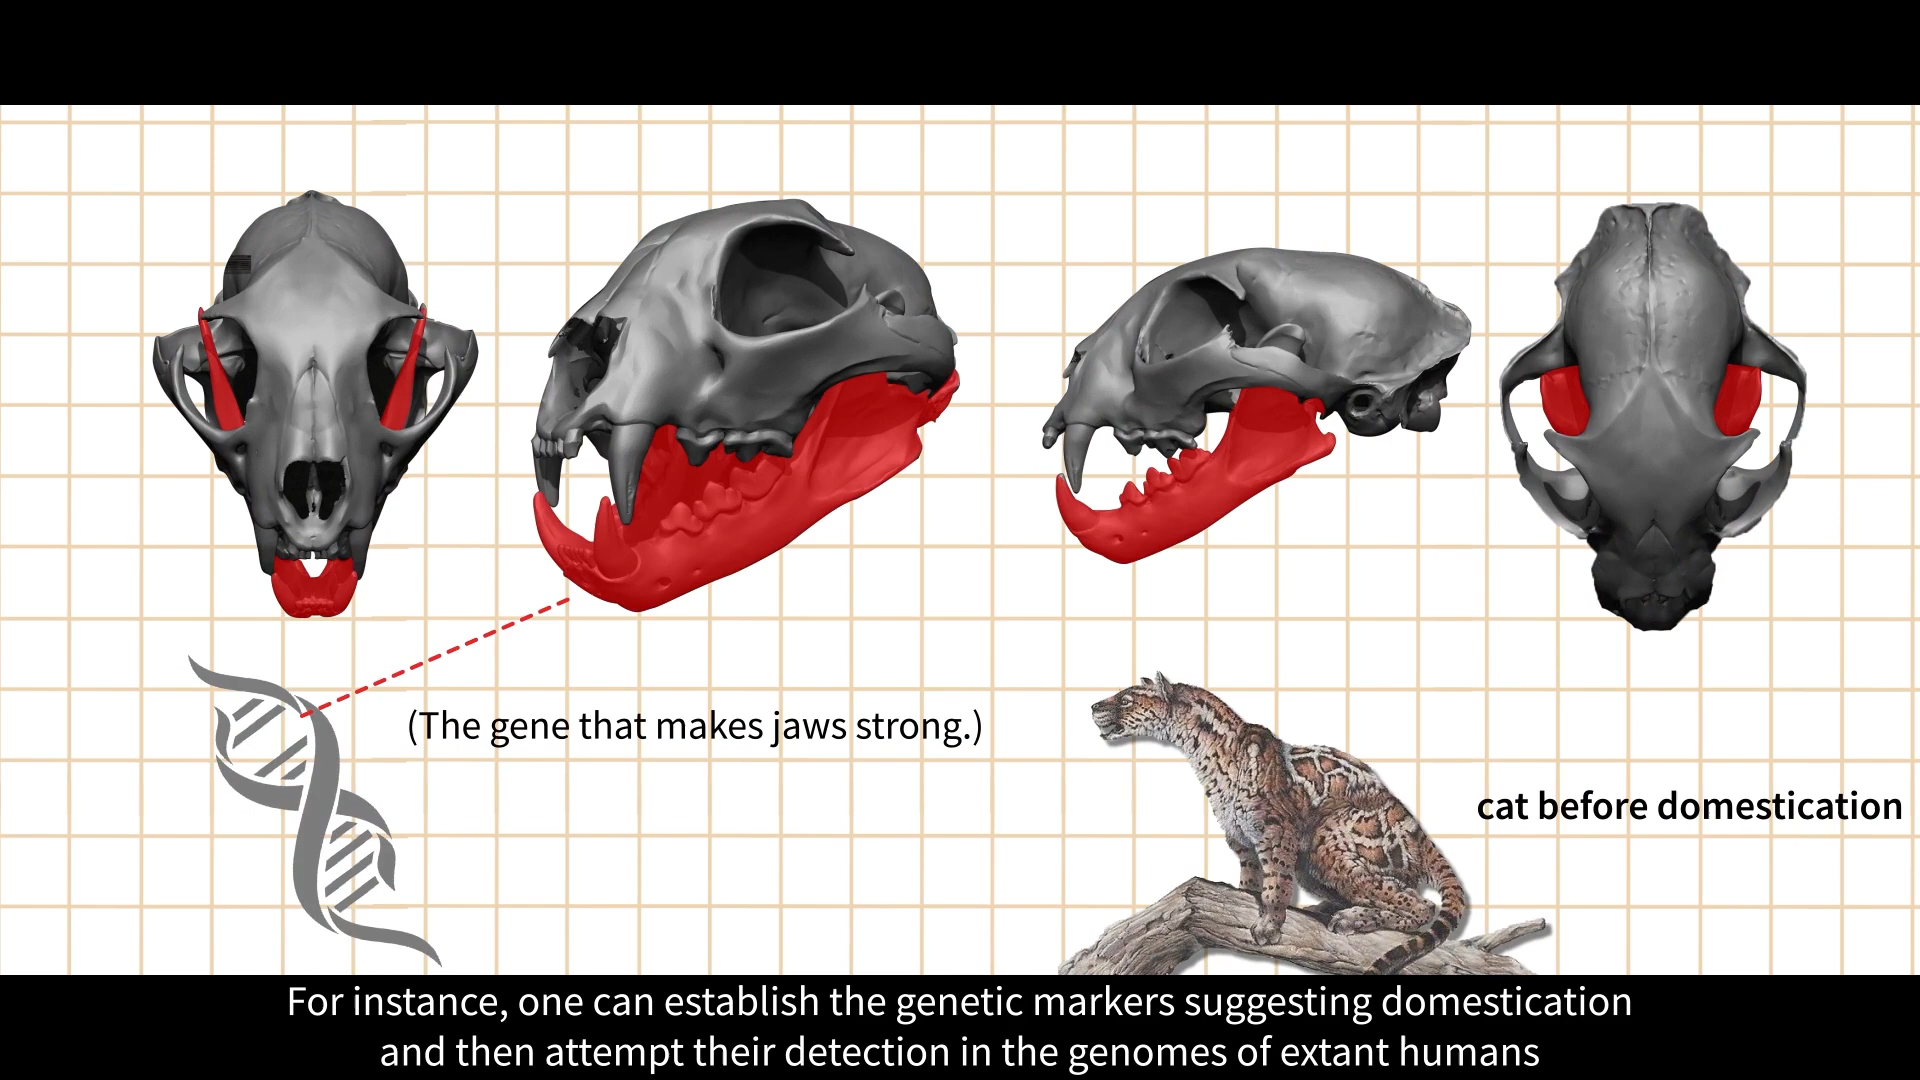 (The gene that makes jaws strong.)
cat before domestication
For instance, one can establish the genetic markers suggesting domestication
and then attempt their detection in the genomes of extant humans